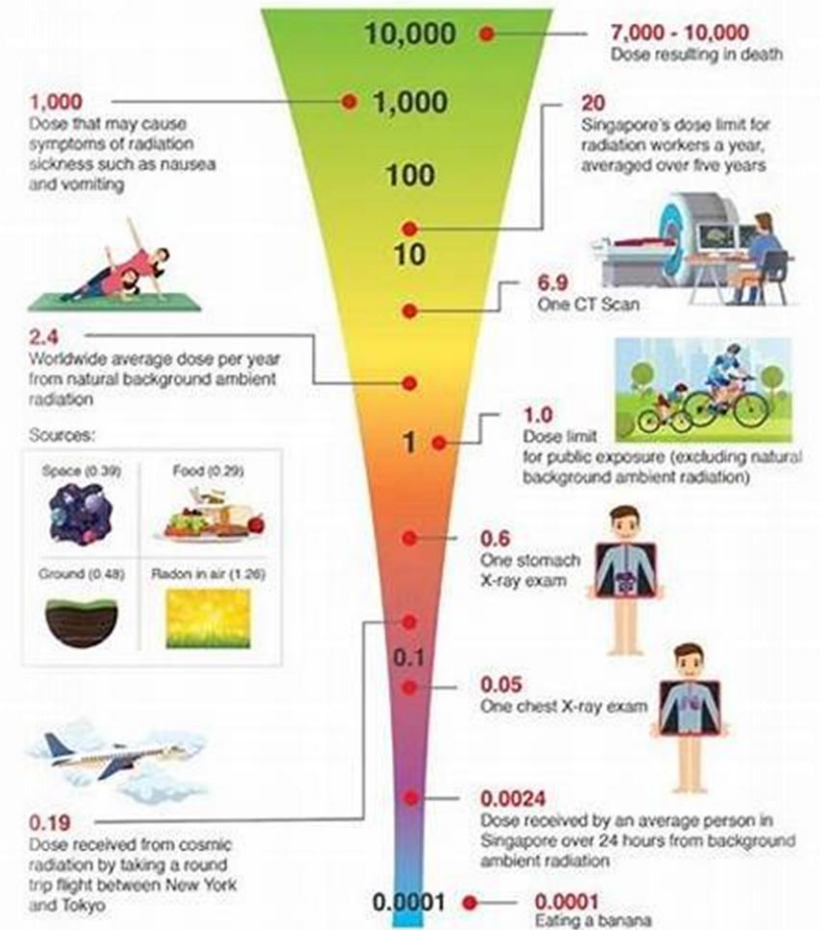 10,000
7,000 - 10,000
Dose resulting in death
1,000
Dose that may cause
symptoms of radiation
sickness such as nausea
and vomiting
1,000
20
Singapore's dose limit for
radiation workers a year,
averaged over five years
100
10
6.9
One CT Scan
2.4
Worldwide average dose per year
from natural background ambient
radiation
1
1.0
Dose limit
for public exposure (excluding natural
background ambient radiation)
Sources:
Space (0.39)
Food (0.29)
Ground (0.48)
Radon in air (1.26)
0.6
One stomach
X-ray exam
0.1
0.05
One chest X-ray exam
0.19
Dose received from cosmic
radiation by taking a round
trip flight between New York
and Tokyo
0.0024
Dose received by an average person in
Singapore over 24 hours from background
ambient radiation
0.0001
0.0001
Eating a banana